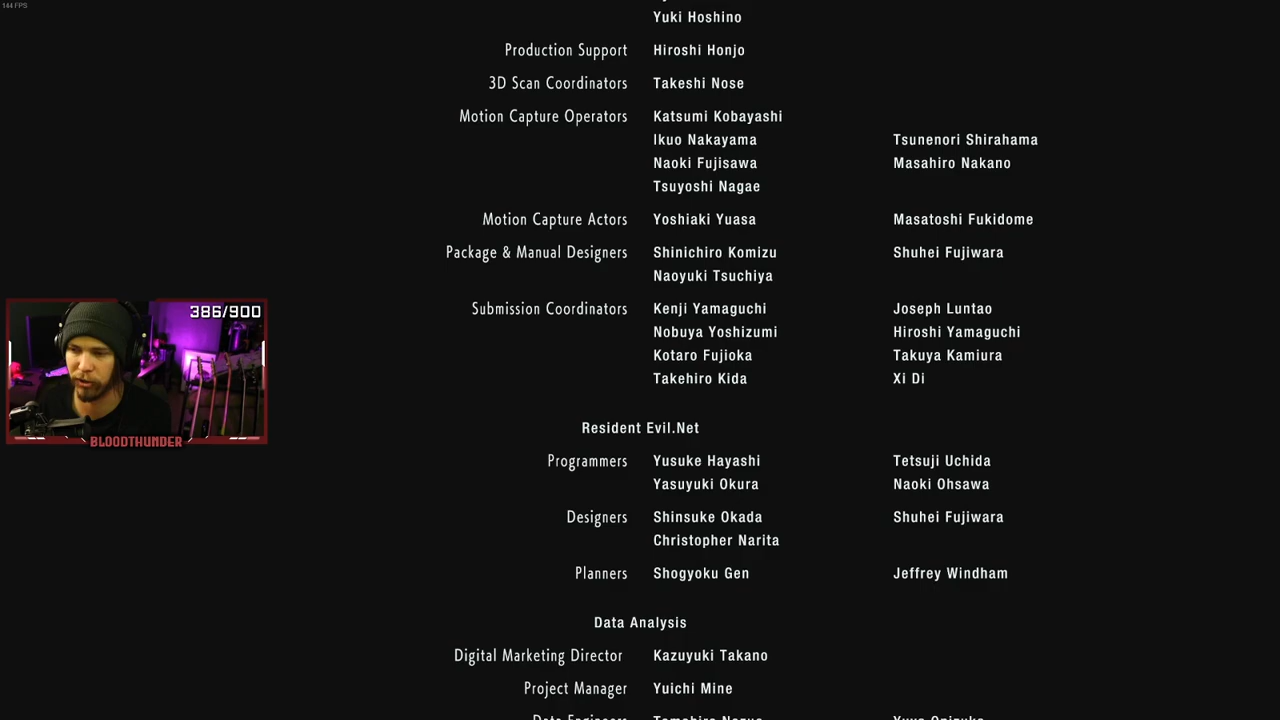 144 FPS
Yuki Hoshino
Production Support Hiroshi Honjo
3D Scan Coordinators Takeshi Nose
Motion Capture Operators Katsumi Kobayashi
Ikuo Nakayama Tsunenori Shirahama
Naoki Fujisawa Masahiro Nakano
Tsuyoshi Nagae
Motion Capture Actors Yoshiaki Yuasa Masatoshi Fukidome
Package & Manual Designers Shinichiro Komizu Shuhei Fujiwara
Naoyuki Tsuchiya
Submission Coordinators Kenji Yamaguchi Joseph Luntao
Nobuya Yoshizumi Hiroshi Yamaguchi
Kotaro Fujioka Takuya Kamiura
Takehiro Kida Xi Di
386/900
BLOODTHUNDER
Resident Evil.Net
Programmers Yusuke Hayashi Tetsuji Uchida
Yasuyuki Okura Naoki Ohsawa
Designers Shinsuke Okada Shuhei Fujiwara
Christopher Narita
Planners Shogyoku Gen Jeffrey Windham
Data Analysis
Digital Marketing Director Kazuyuki Takano
Project Manager Yuichi Mine